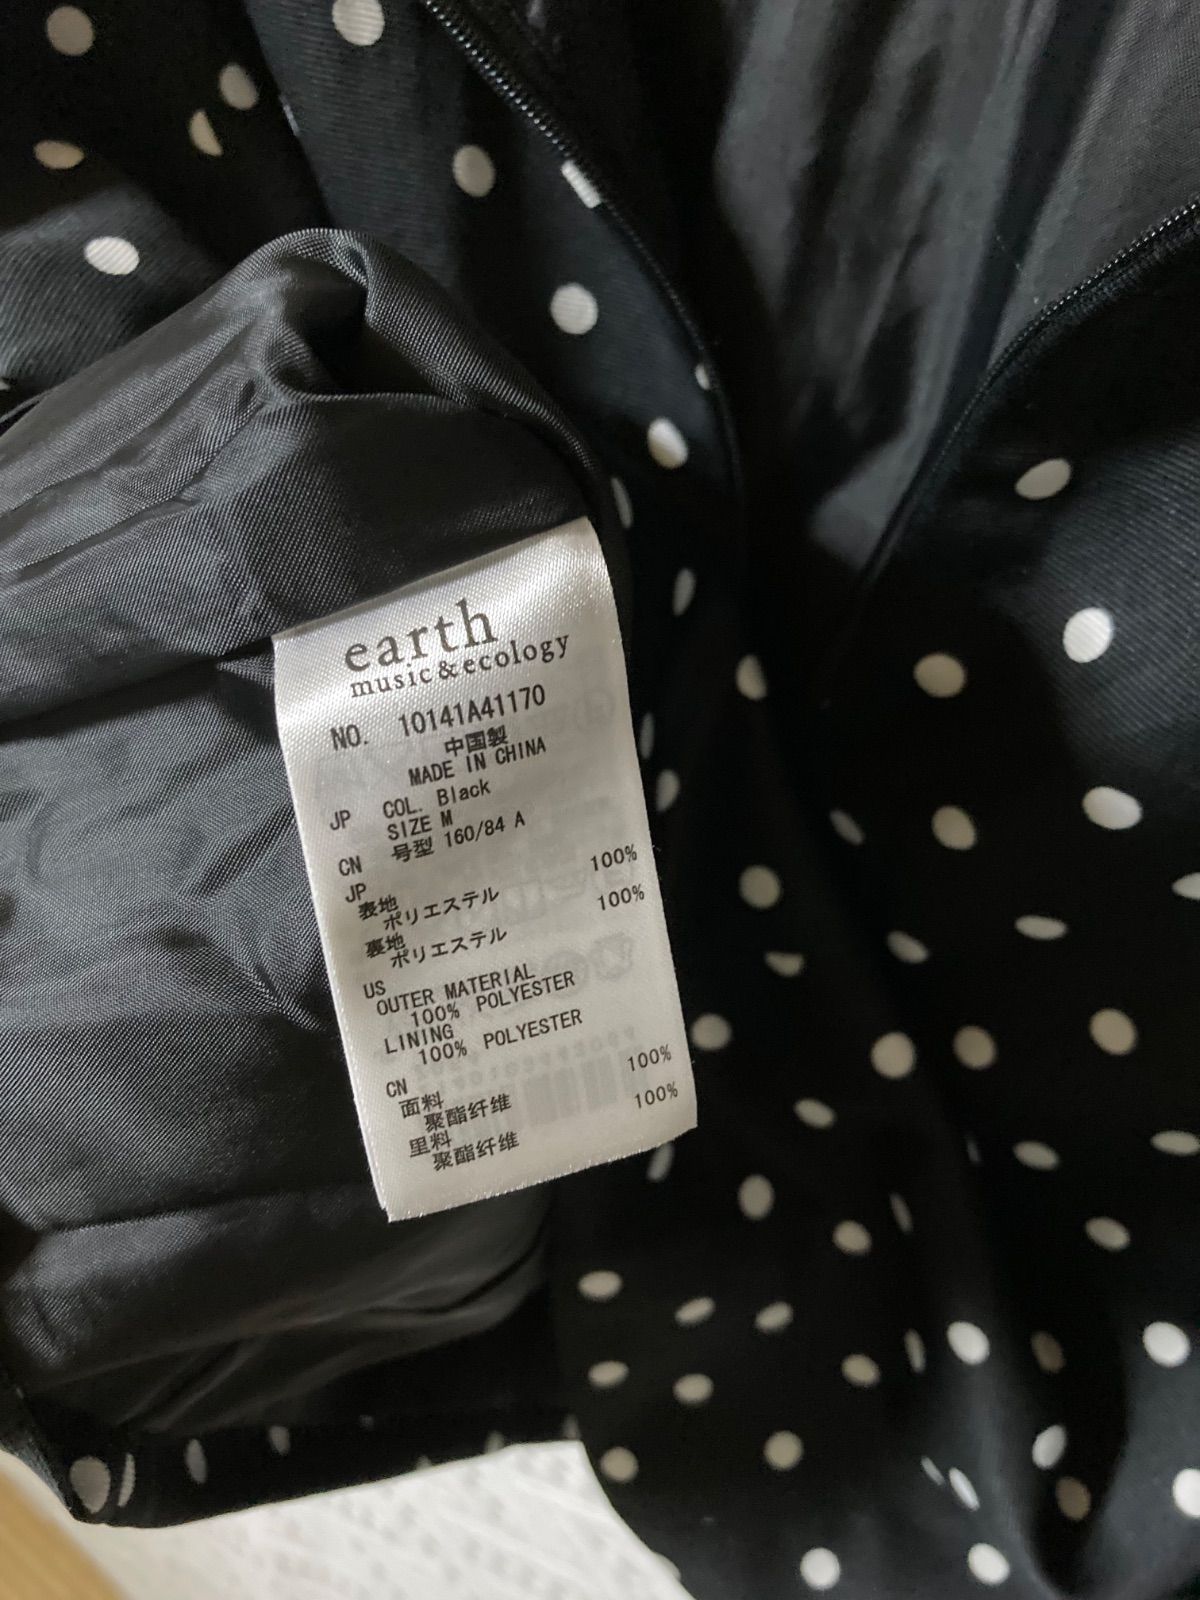 earth
music&ecology
NO. 10141A41170
中国製
MADE IN CHINA
JP COL. Black
SIZE M
CN 号型 160/84 A
JP
表地
ポリエステル 100%
裏地
ポリエステル 100%
US
OUTER MATERIAL
100% POLYESTER
LINING
100% POLYESTER
CN
面料
聚酯纤维 100%
里料
聚酯纤维 100%